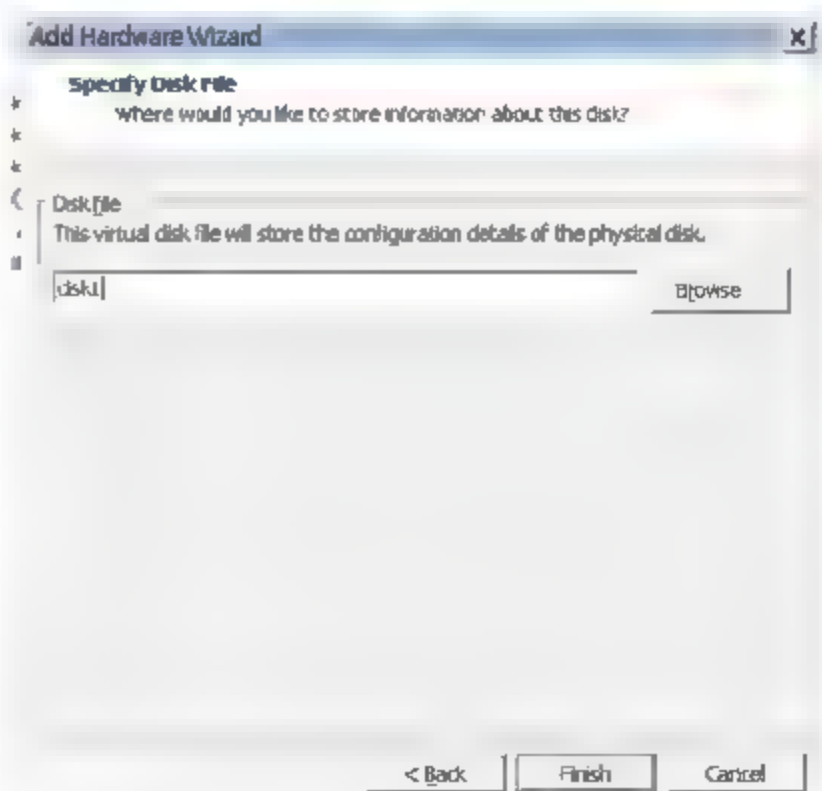 Add Hardware Wizard
Specify Disk File
Where would you like to store information about this disk?
Disk file
This virtual disk file will store the configuration details of the physical disk.
disk1
Browse
< Back
Finish
Cancel